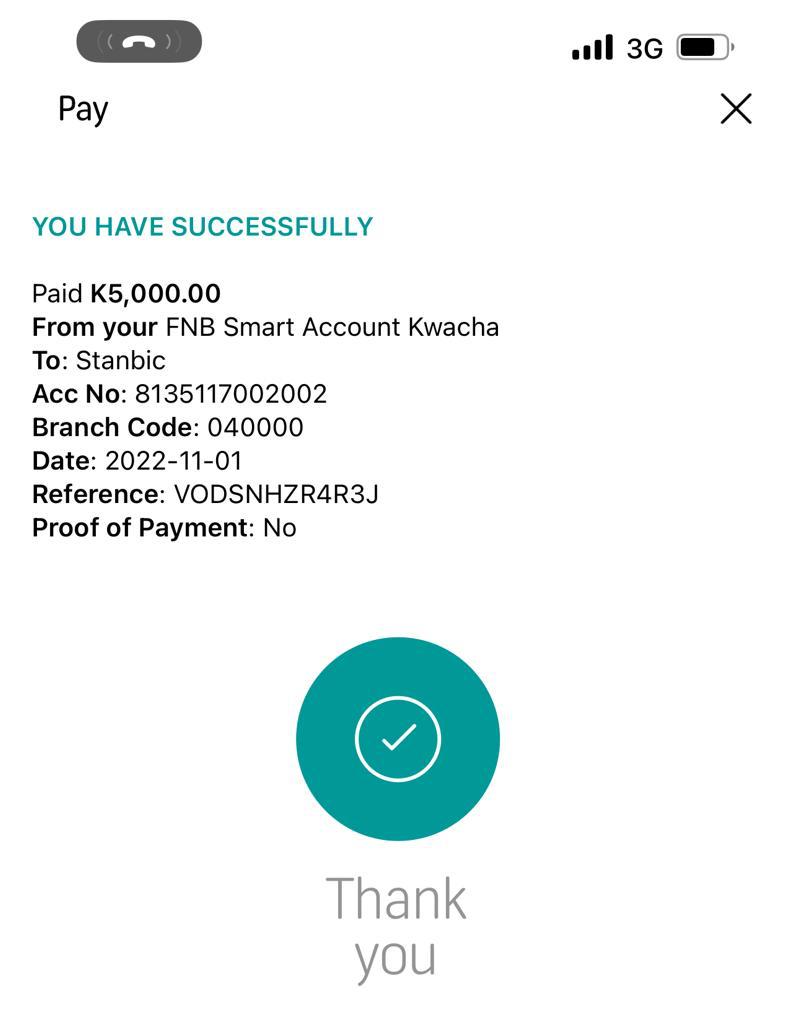 3G
Pay
YOU HAVE SUCCESSFULLY
Paid K5,000.00
From your FNB Smart Account Kwacha
To: Stanbic
Acc No: 8135117002002
Branch Code: 040000
Date: 2022-11-01
Reference: VODSNHZR4R3J
Proof of Payment: No
Thank
you